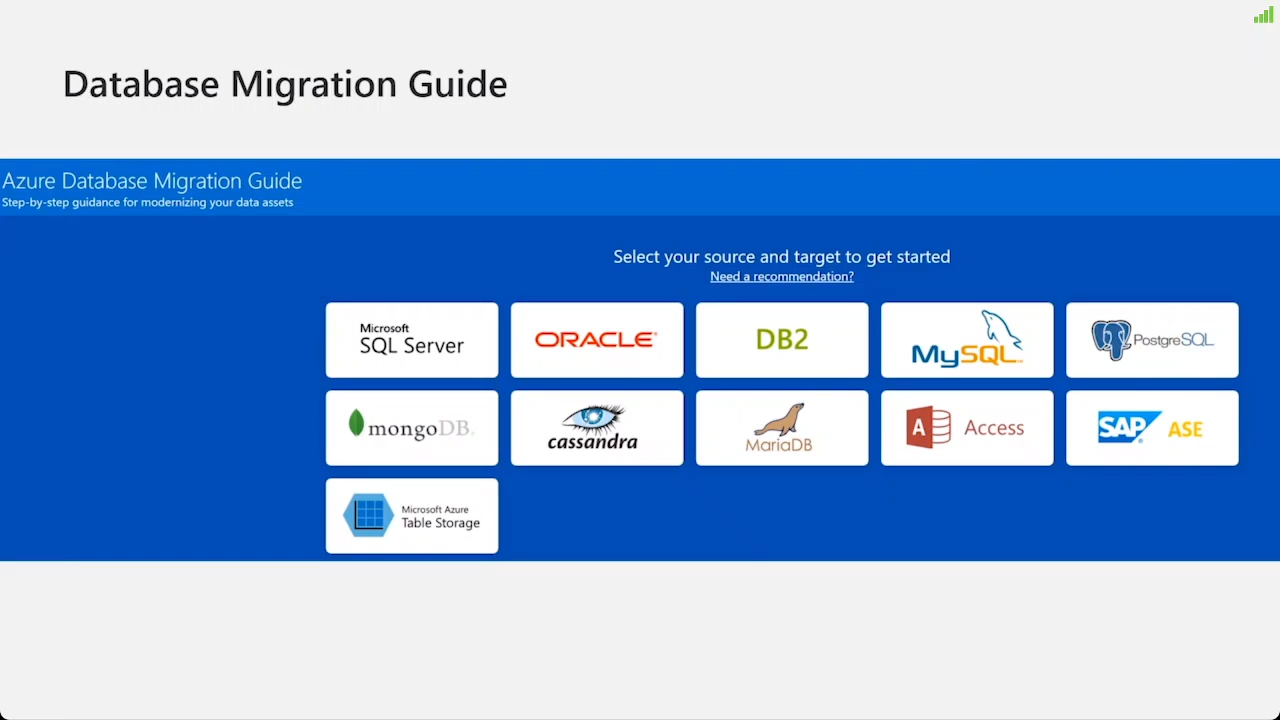 Database Migration Guide
Azure Database Migration Guide
Step-by-step guidance for modernizing your data assets
Select your source and target to get started
Need a recommendation?
Microsoft
SQL Server
ORACLE
DB2
MySQL
PostgreSQL
mongoDB
cassandra
MariaDB
A Access
SAP ASE
Microsoft Azure
Table Storage